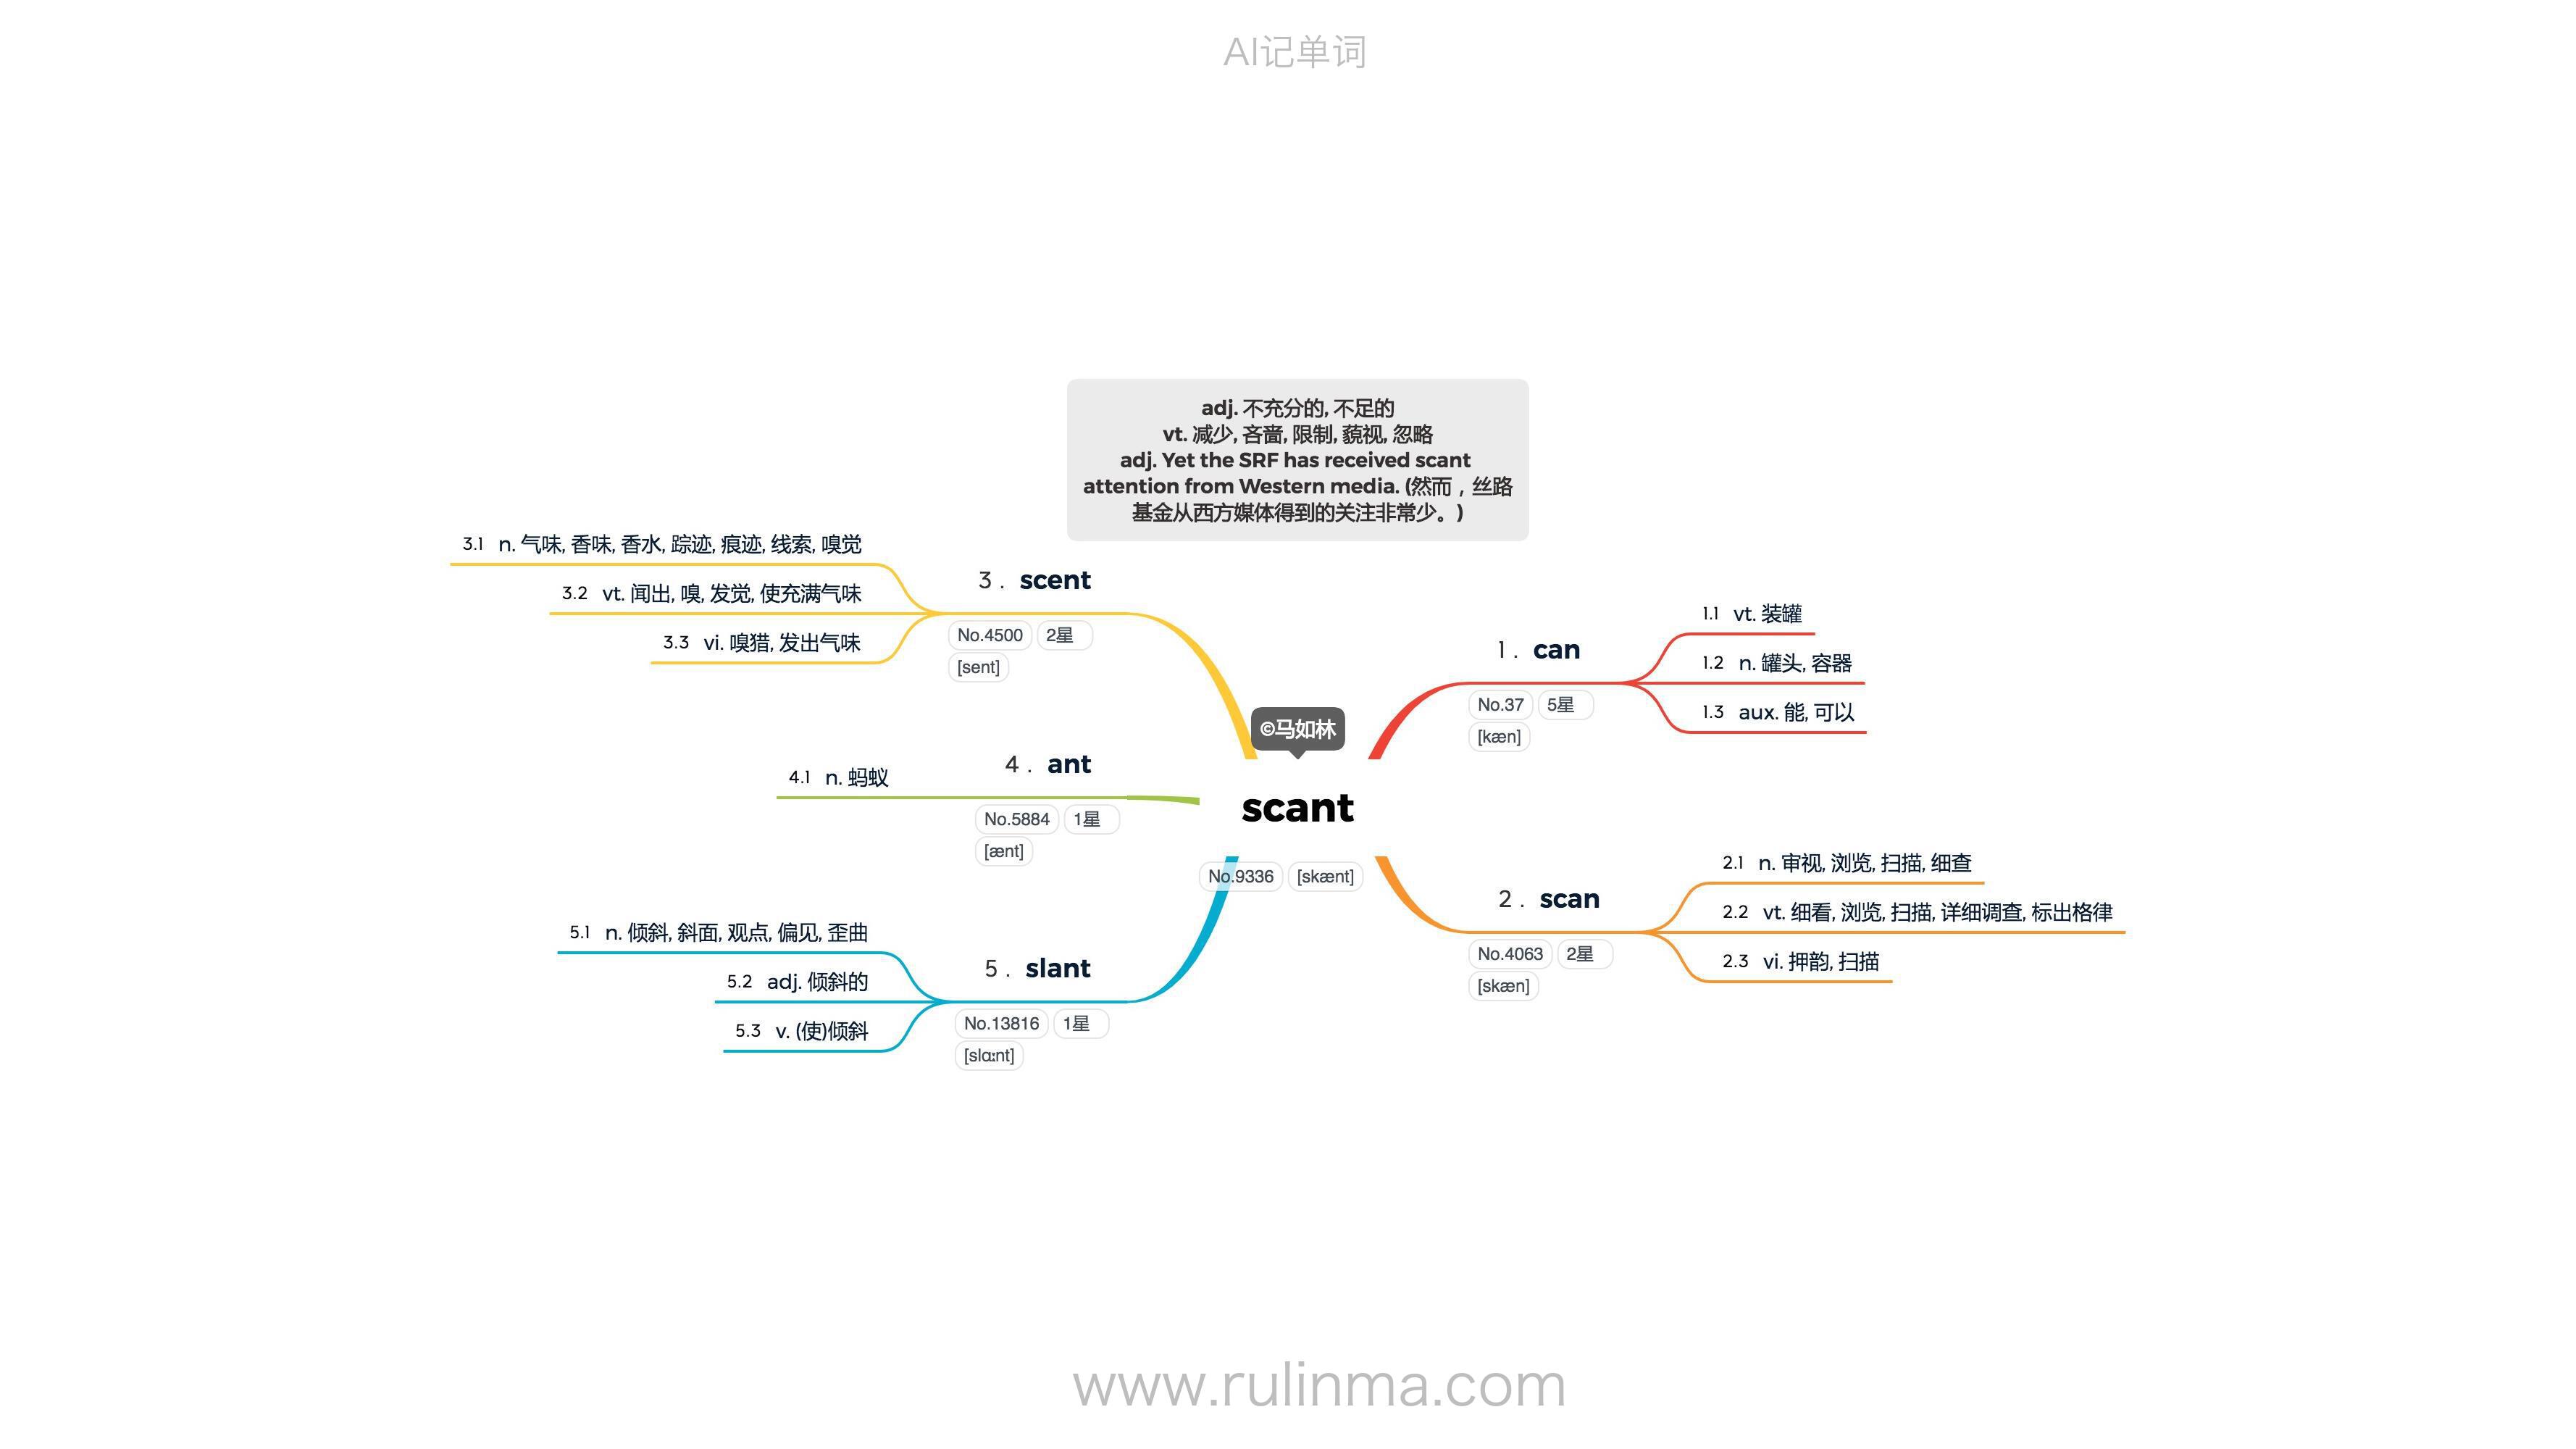 AI记单词
adj. 不充分的, 不足的
vt. 减少, 吝啬, 限制, 藐视, 忽略
adj. Yet the SRF has received scant
attention from Western media. (然而，丝路
基金从西方媒体得到的关注非常少。)
©马如林
scant
No.9336 [skænt]
1. can
No.37 5星
[kæn]
1.1 vt. 装罐
1.2 n. 罐头, 容器
1.3 aux. 能, 可以
2. scan
No.4063 2星
[skæn]
2.1 n. 审视, 浏览, 扫描, 细查
2.2 vt. 细看, 浏览, 扫描, 详细调查, 标出格律
2.3 vi. 押韵, 扫描
3. scent
No.4500 2星
[sent]
3.1 n. 气味, 香味, 香水, 踪迹, 痕迹, 线索, 嗅觉
3.2 vt. 闻出, 嗅, 发觉, 使充满气味
3.3 vi. 嗅猎, 发出气味
4. ant
No.5884 1星
[ænt]
4.1 n. 蚂蚁
5. slant
No.13816 1星
[slɑːnt]
5.1 n. 倾斜, 斜面, 观点, 偏见, 歪曲
5.2 adj. 倾斜的
5.3 v. (使)倾斜
www.rulinma.com